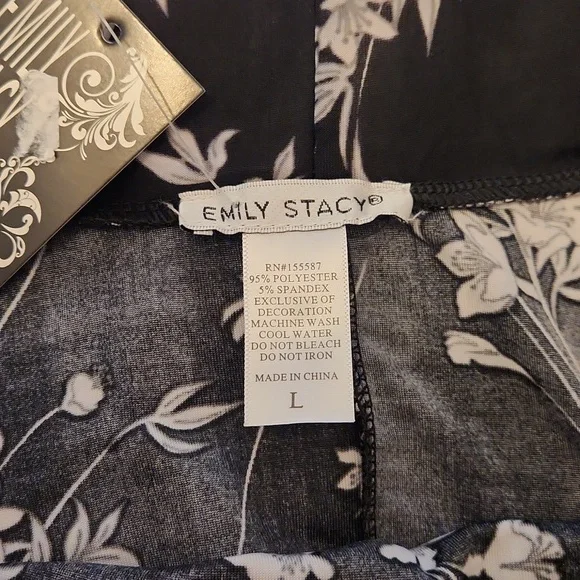 EMILY STACY®
RN#155587
95% POLYESTER
5% SPANDEX
EXCLUSIVE OF
DECORATION
MACHINE WASH
COOL WATER
DO NOT BLEACH
DO NOT IRON
MADE IN CHINA
L